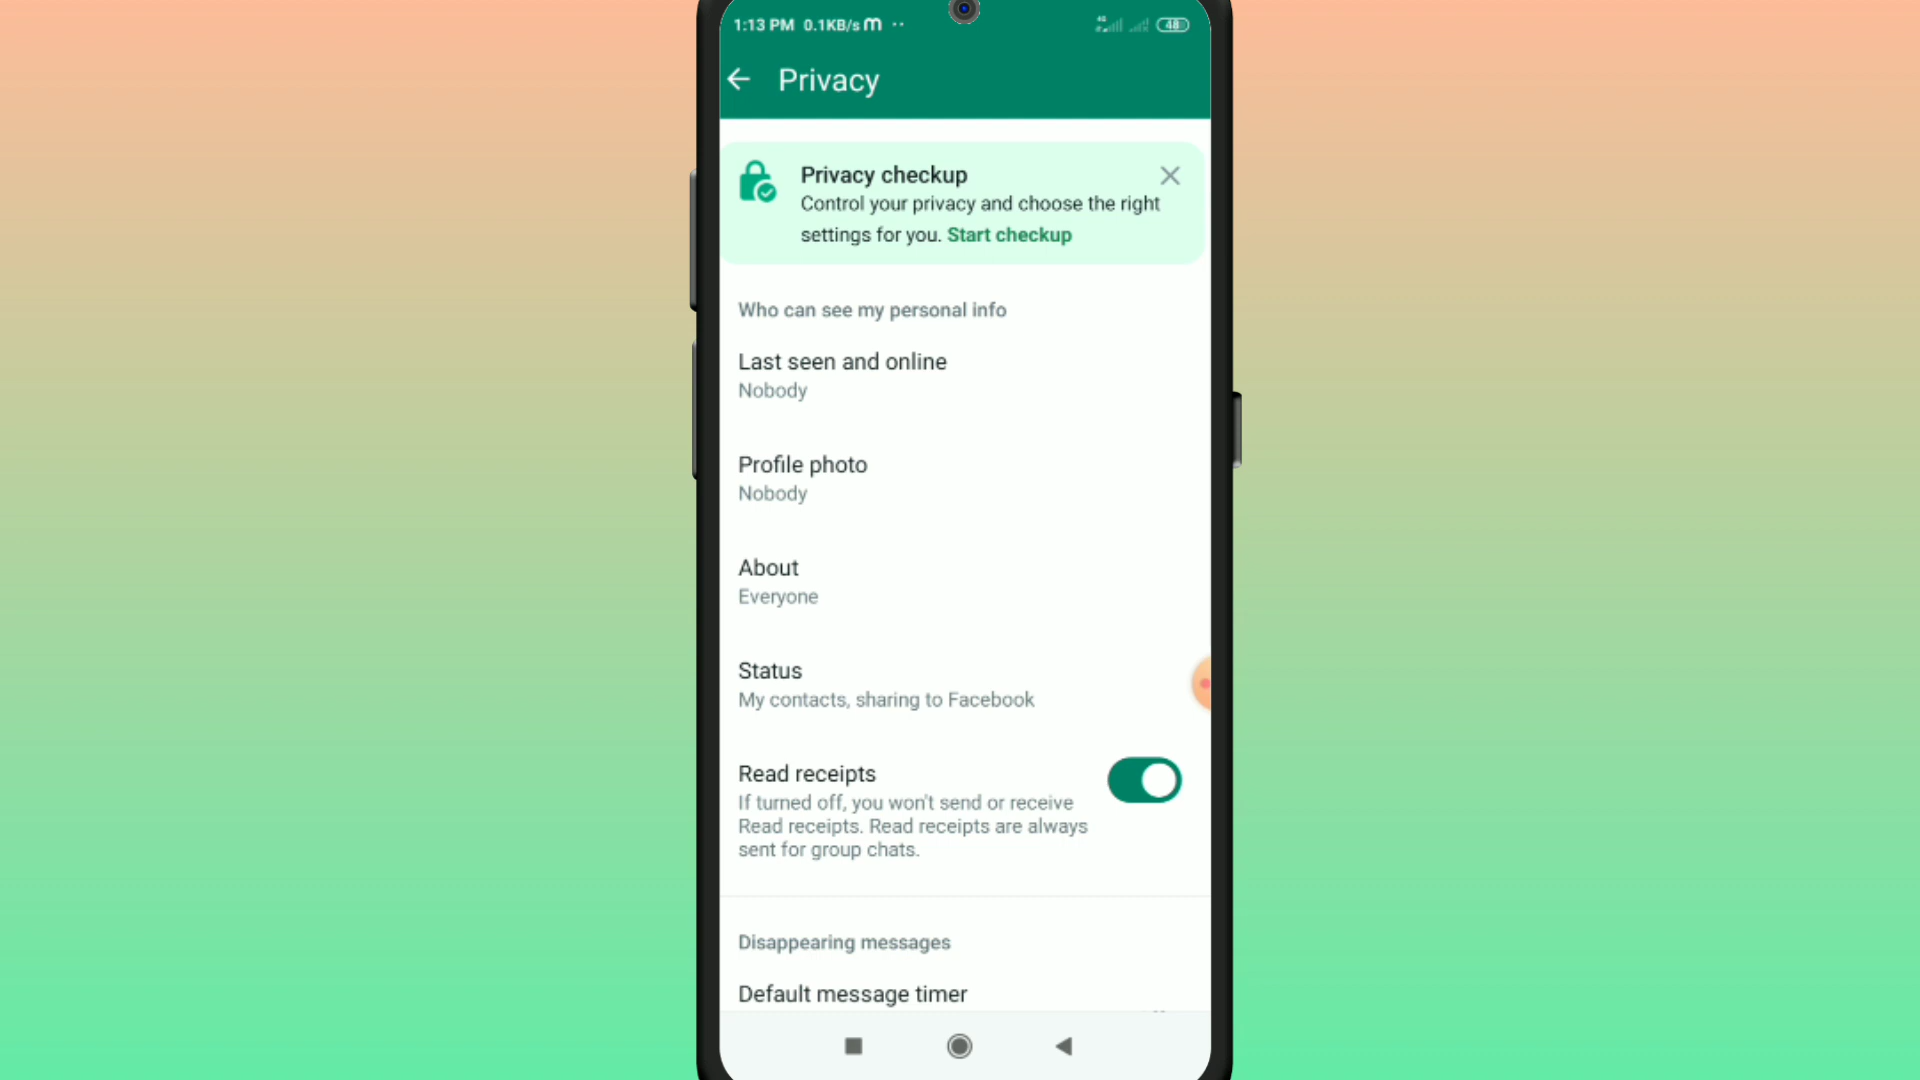 1:13 PM 0.1KB/s m ··
4G 48
Privacy
Privacy checkup
Control your privacy and choose the right
settings for you. Start checkup
Who can see my personal info
Last seen and online
Nobody
Profile photo
Nobody
About
Everyone
Status
My contacts, sharing to Facebook
Read receipts
If turned off, you won't send or receive
Read receipts. Read receipts are always
sent for group chats.
Disappearing messages
Default message timer